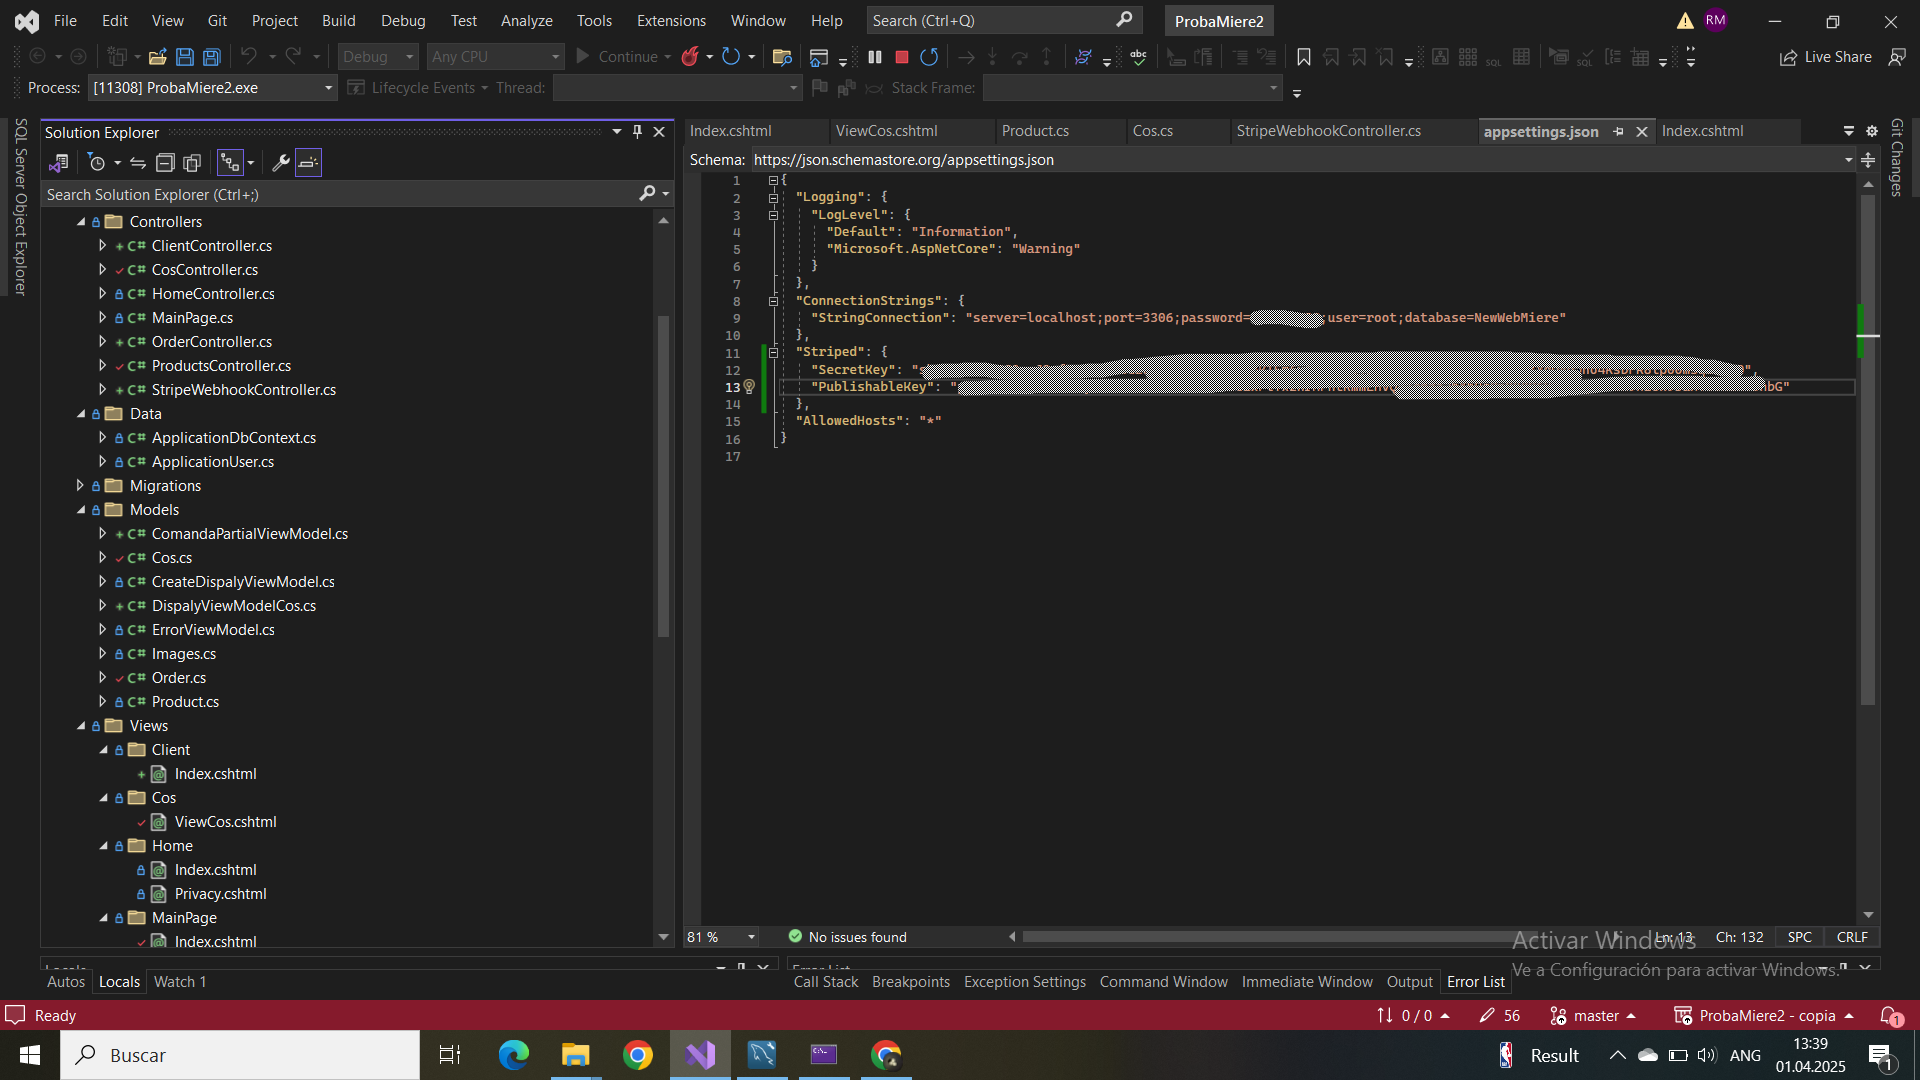 File Edit View Git Project Build Debug Test Analyze Tools Extensions Window Help Search (Ctrl+Q) ProbaMiere2 RM
Debug Any CPU Continue Live Share
Process: [11308] ProbaMiere2.exe Lifecycle Events Thread: Stack Frame:
SQL Server Object Explorer
Solution Explorer
Search Solution Explorer (Ctrl+;)
Controllers
C# ClientController.cs
C# CosController.cs
C# HomeController.cs
C# MainPage.cs
C# OrderController.cs
C# ProductsController.cs
C# StripeWebhookController.cs
Data
C# ApplicationDbContext.cs
C# ApplicationUser.cs
Migrations
Models
C# ComandaPartialViewModel.cs
C# Cos.cs
C# CreateDispalyViewModel.cs
C# DispalyViewModelCos.cs
C# ErrorViewModel.cs
C# Images.cs
C# Order.cs
C# Product.cs
Views
Client
Index.cshtml
Cos
ViewCos.cshtml
Home
Index.cshtml
Privacy.cshtml
MainPage
Index.cshtml
Index.cshtml ViewCos.cshtml Product.cs Cos.cs StripeWebhookController.cs appsettings.json Index.cshtml
Schema: https://json.schemastore.org/appsettings.json
1 {
2 "Logging": {
3 "LogLevel": {
4 "Default": "Information",
5 "Microsoft.AspNetCore": "Warning"
6 }
7 },
8 "ConnectionStrings": {
9 "StringConnection": "server=localhost;port=3306;password= ;user=root;database=NewWebMiere"
10 },
11 "Striped": {
12 "SecretKey": " ",
13 "PublishableKey": " bG"
14 },
15 "AllowedHosts": "*"
16 }
17
Git Changes
81 % No issues found Ln: 13 Ch: 132 SPC CRLF
Activar Windows
Ve a Configuración para activar Windows.
Locals
Error List
Autos Locals Watch 1
Call Stack Breakpoints Exception Settings Command Window Immediate Window Output Error List
Ready 0 / 0 56 master ProbaMiere2 - copia 1
Buscar Result ANG 13:39
01.04.2025 1